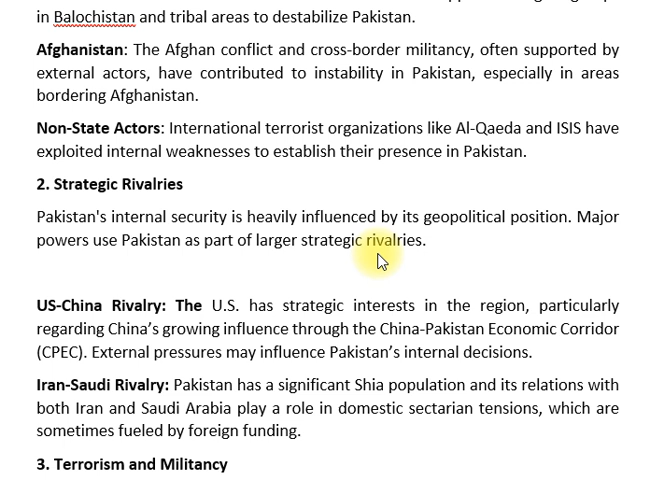 in Balochistan and tribal areas to destabilize Pakistan.
Afghanistan: The Afghan conflict and cross-border militancy, often supported by
external actors, have contributed to instability in Pakistan, especially in areas
bordering Afghanistan.
Non-State Actors: International terrorist organizations like Al-Qaeda and ISIS have
exploited internal weaknesses to establish their presence in Pakistan.
2. Strategic Rivalries
Pakistan's internal security is heavily influenced by its geopolitical position. Major
powers use Pakistan as part of larger strategic rivalries.
US-China Rivalry: The U.S. has strategic interests in the region, particularly
regarding China’s growing influence through the China-Pakistan Economic Corridor
(CPEC). External pressures may influence Pakistan’s internal decisions.
Iran-Saudi Rivalry: Pakistan has a significant Shia population and its relations with
both Iran and Saudi Arabia play a role in domestic sectarian tensions, which are
sometimes fueled by foreign funding.
3. Terrorism and Militancy